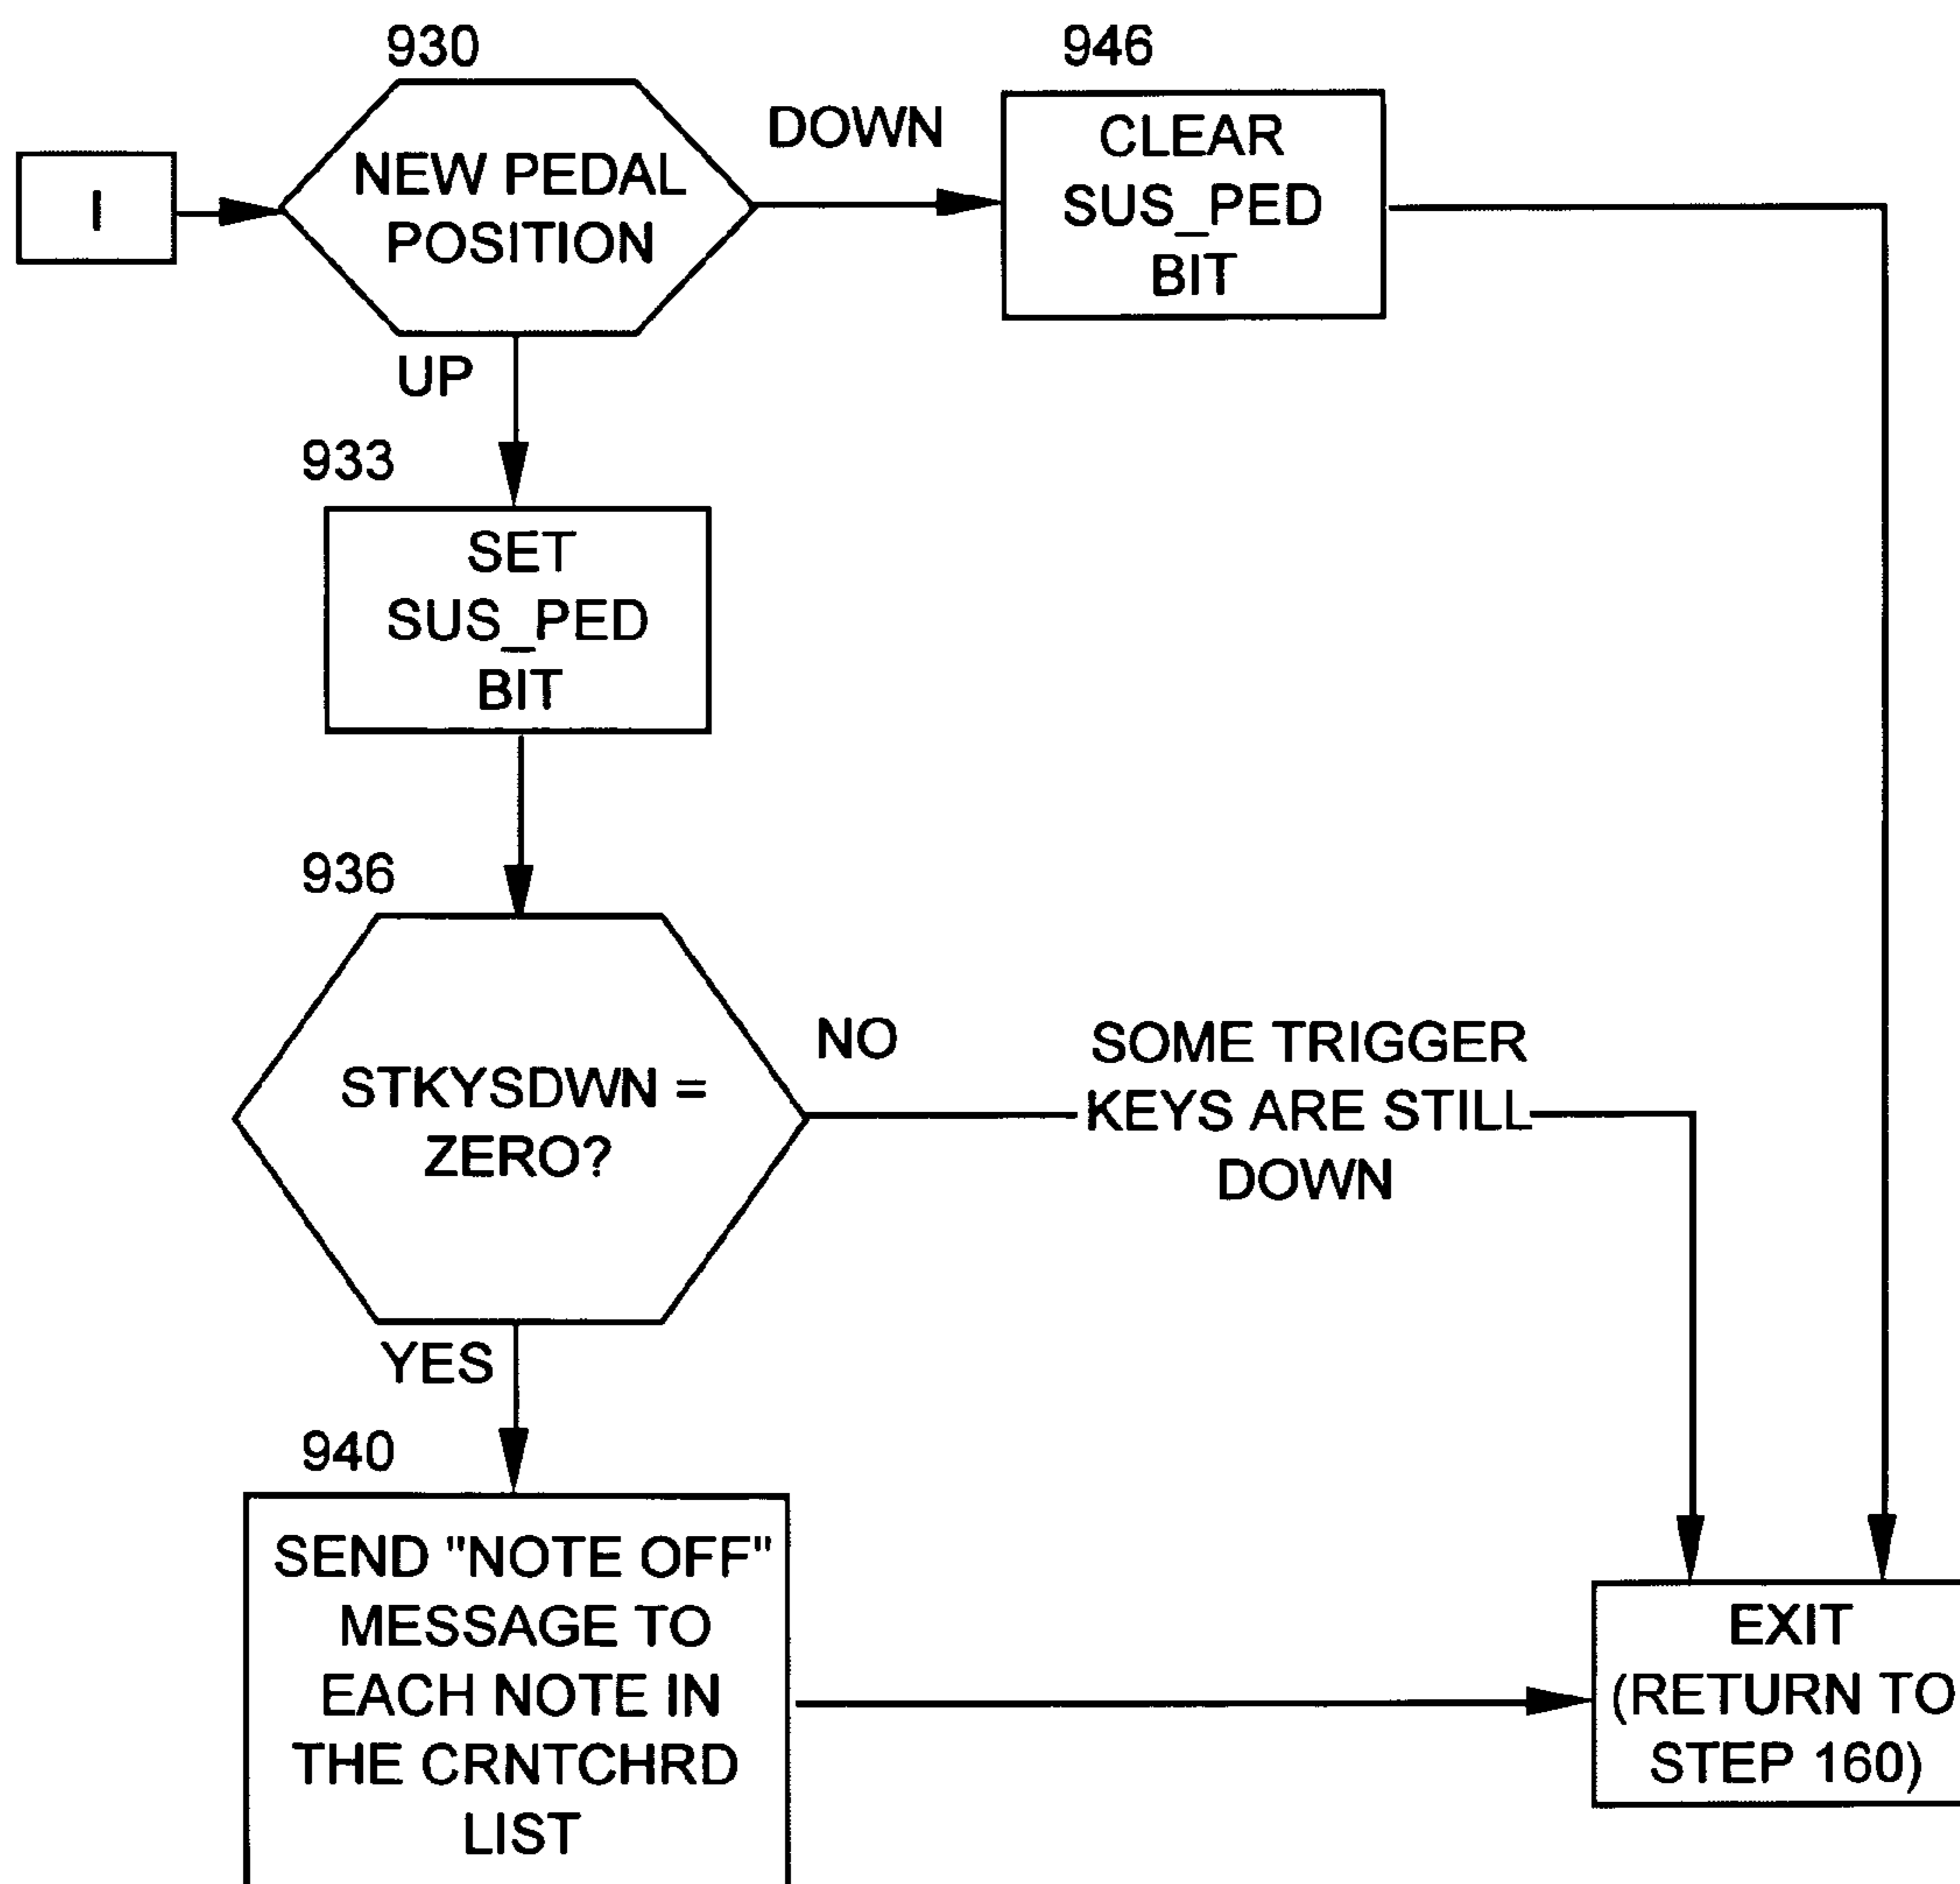 930
946
I
NEW PEDAL
POSITION
DOWN
CLEAR
SUS_PED
BIT
UP
933
SET
SUS_PED
BIT
936
STKYSDWN =
ZERO?
NO
SOME TRIGGER
KEYS ARE STILL
DOWN
YES
940
SEND "NOTE OFF"
MESSAGE TO
EACH NOTE IN
THE CRNTCHRD
LIST
EXIT
(RETURN TO
STEP 160)